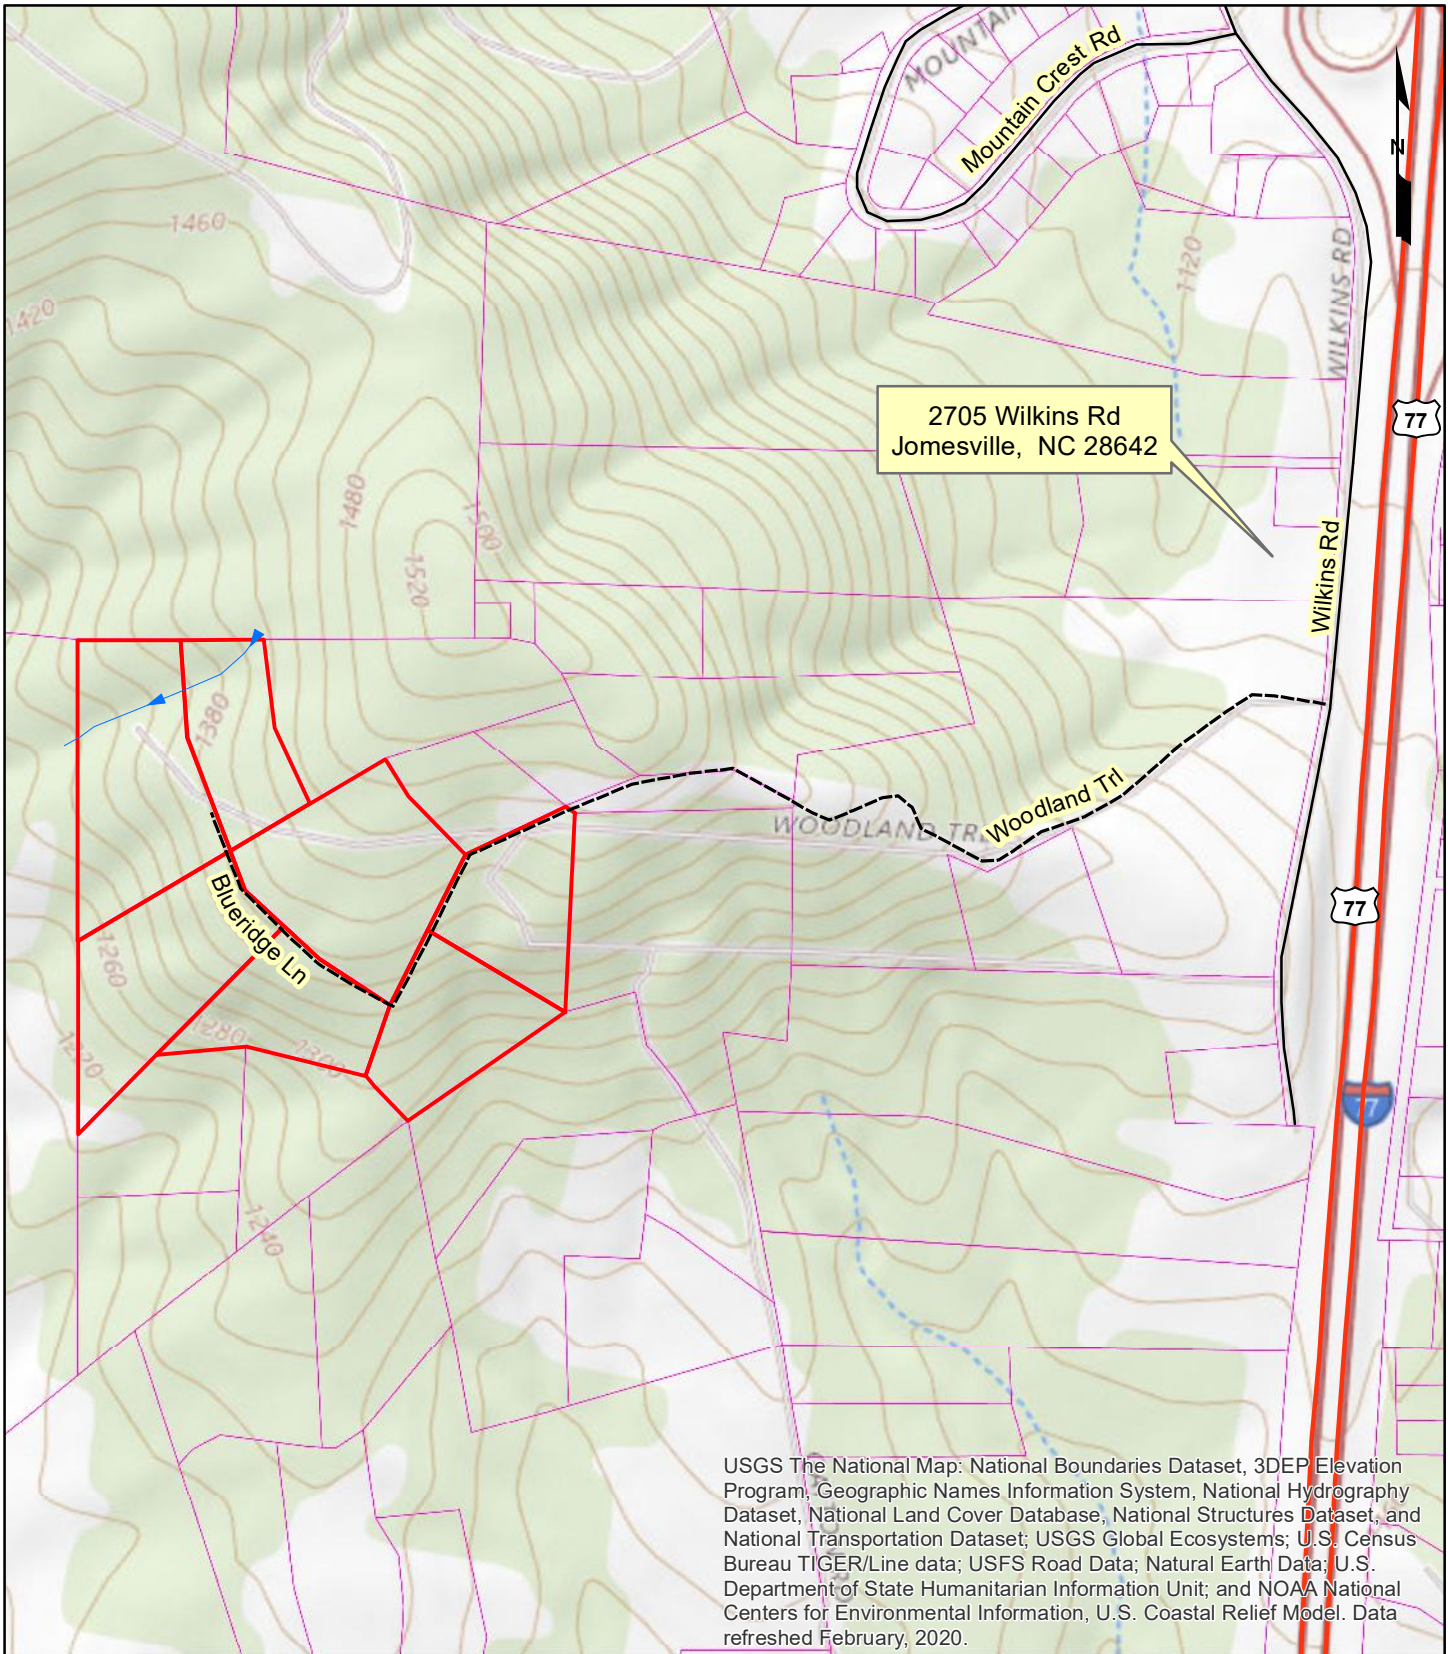 MOUNTAIN
Mountain Crest Rd
N
1460
1120
WILKINS RD
1420
2705 Wilkins Rd
Jomesville, NC 28642
77
1480
1500
1520
Wilkins Rd
1380
Woodland Trl
WOODLAND TRL
Blueridge Ln
77
1260
1280
1300
1220
77
1240
USGS The National Map: National Boundaries Dataset, 3DEP Elevation
Program, Geographic Names Information System, National Hydrography
Dataset, National Land Cover Database, National Structures Dataset, and
National Transportation Dataset; USGS Global Ecosystems; U.S. Census
Bureau TIGER/Line data; USFS Road Data; Natural Earth Data; U.S.
Department of State Humanitarian Information Unit; and NOAA National
Centers for Environmental Information, U.S. Coastal Relief Model. Data
refreshed February, 2020.